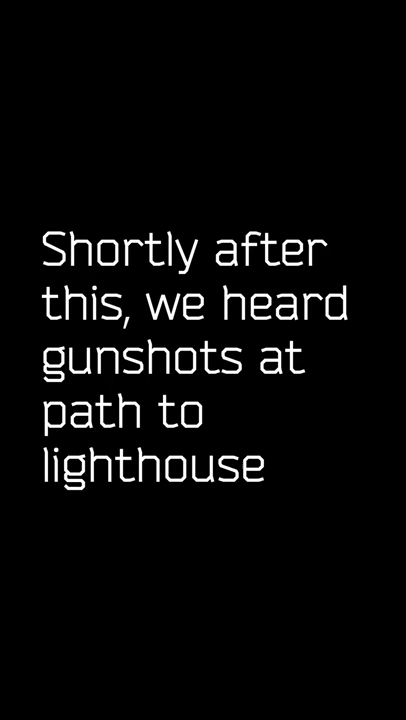 Shortly after
this, we heard
gunshots at
path to
lighthouse